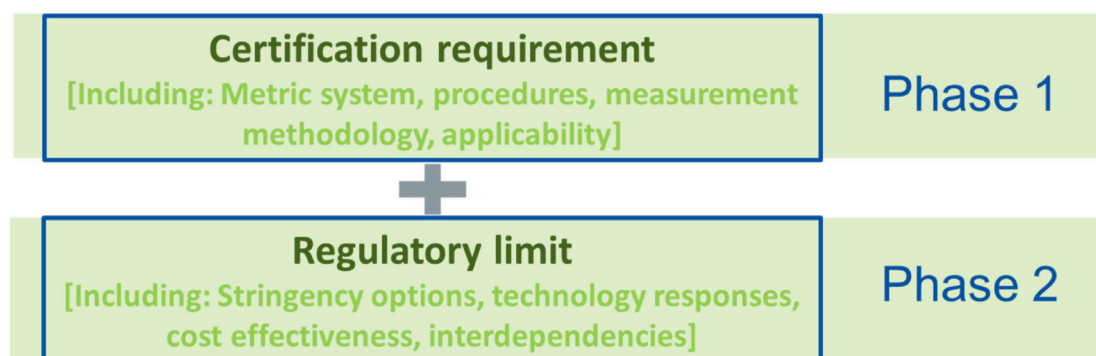 Certification requirement
[Including: Metric system, procedures, measurement
methodology, applicability]
Phase 1
Regulatory limit
[Including: Stringency options, technology responses,
cost effectiveness, interdependencies]
Phase 2